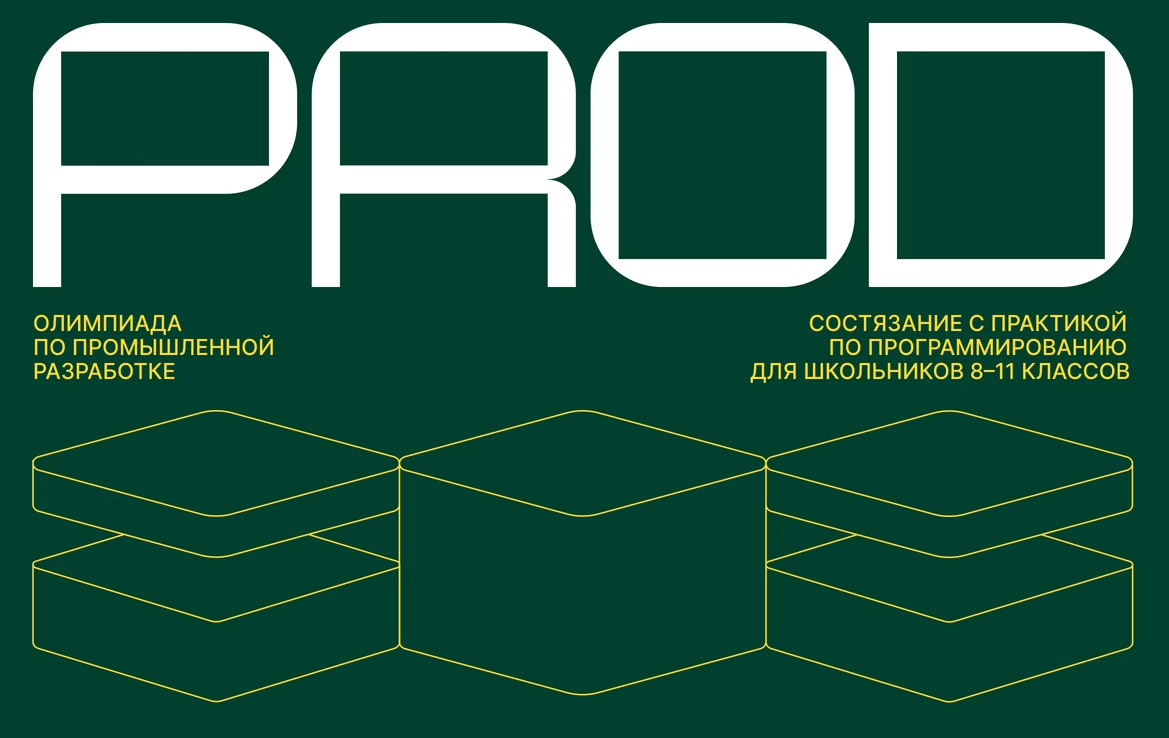 PROD
ОЛИМПИАДА
ПО ПРОМЫШЛЕННОЙ
РАЗРАБОТКЕ
СОСТЯЗАНИЕ С ПРАКТИКОЙ
ПО ПРОГРАММИРОВАНИЮ
ДЛЯ ШКОЛЬНИКОВ 8–11 КЛАССОВ